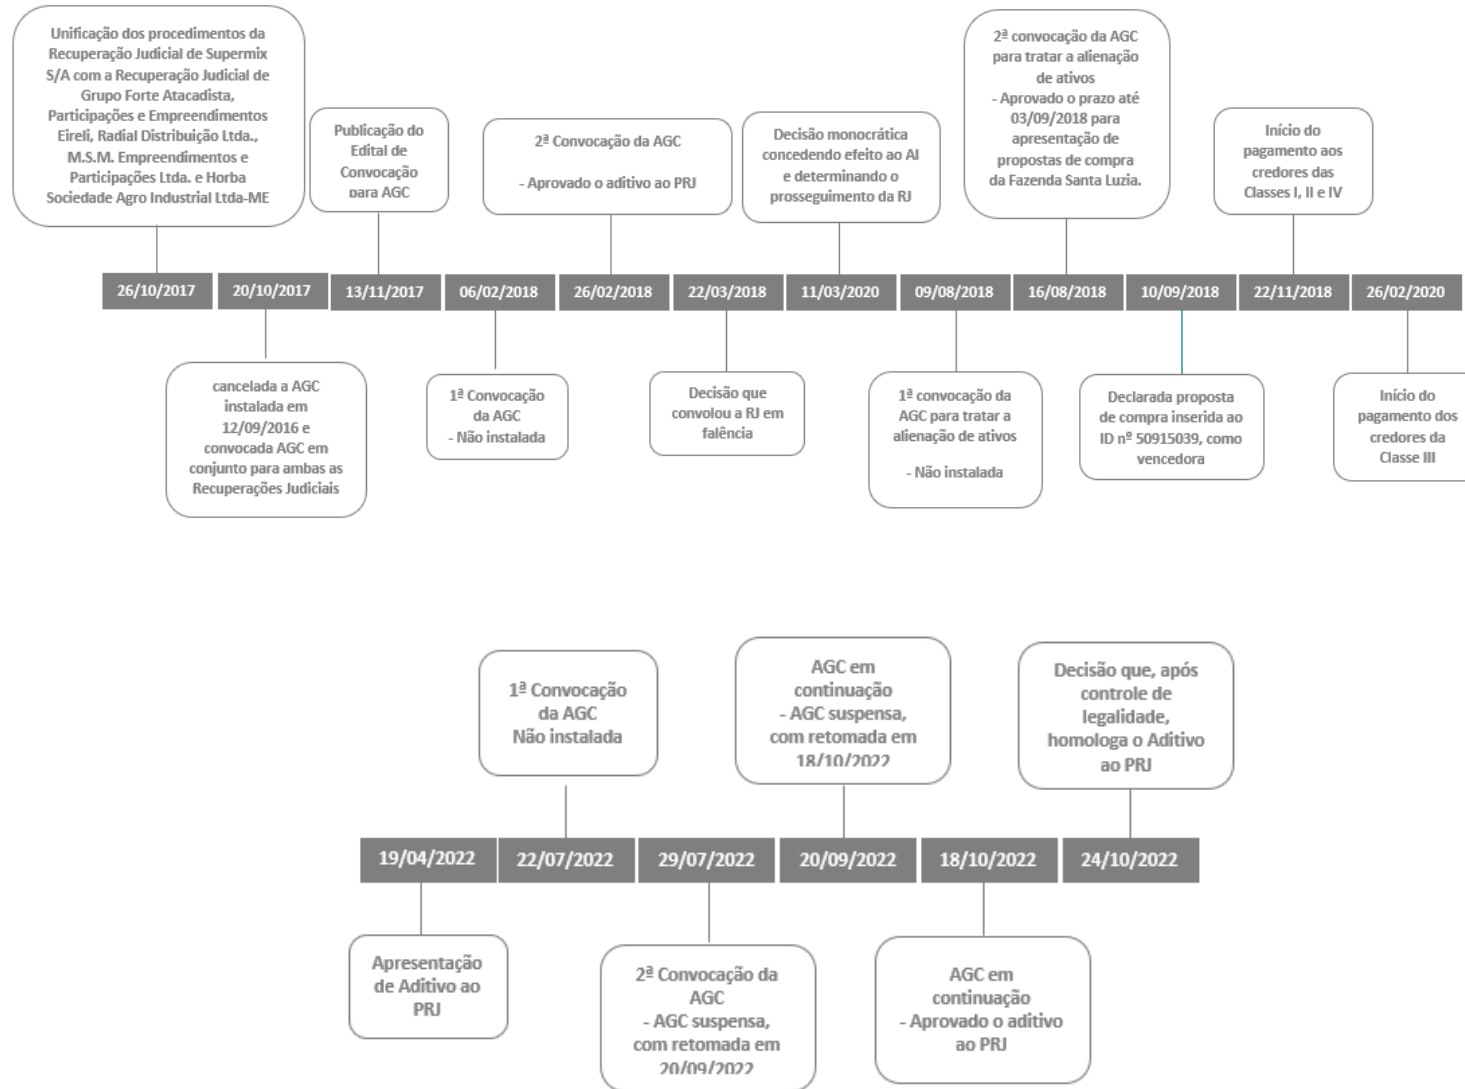 Unificação dos procedimentos da
Recuperação Judicial de Supermix
S/A com a Recuperação Judicial de
Grupo Forte Atacadista,
Participações e Empreendimentos
Eireli, Radial Distribuição Ltda.,
M.S.M. Empreendimentos e
Participações Ltda. e Horba
Sociedade Agro Industrial Ltda-ME
Publicação do
Edital de
Convocação
para AGC
2ª Convocação da AGC
- Aprovado o aditivo ao PRJ
Decisão monocrática
concedendo efeito ao AI
e determinando o
prosseguimento da RJ
2ª convocação da AGC
para tratar a alienação
de ativos
- Aprovado o prazo até
03/09/2018 para
apresentação de
propostas de compra
da Fazenda Santa Luzia.
Início do
pagamento aos
credores das
Classes I, II e IV
26/10/2017 20/10/2017 13/11/2017 06/02/2018 26/02/2018 22/03/2018 11/03/2020 09/08/2018 16/08/2018 10/09/2018 22/11/2018 26/02/2020
cancelada a AGC
instalada em
12/09/2016 e
convocada AGC em
conjunto para ambas as
Recuperações Judiciais
1ª Convocação
da AGC
- Não instalada
Decisão que
convolou a RJ em
falência
1ª convocação da
AGC para tratar a
alienação de ativos
- Não instalada
Declarada proposta
de compra inserida ao
ID nº 50915039, como
vencedora
Início do
pagamento dos
credores da
Classe III
1ª Convocação
da AGC
Não instalada
AGC em
continuação
- AGC suspensa,
com retomada em
18/10/2022
Decisão que, após
controle de
legalidade,
homologa o Aditivo
ao PRJ
19/04/2022 22/07/2022 29/07/2022 20/09/2022 18/10/2022 24/10/2022
Apresentação
de Aditivo ao
PRJ
2ª Convocação da
AGC
- AGC suspensa,
com retomada em
20/09/2022
AGC em
continuação
- Aprovado o aditivo
ao PRJ